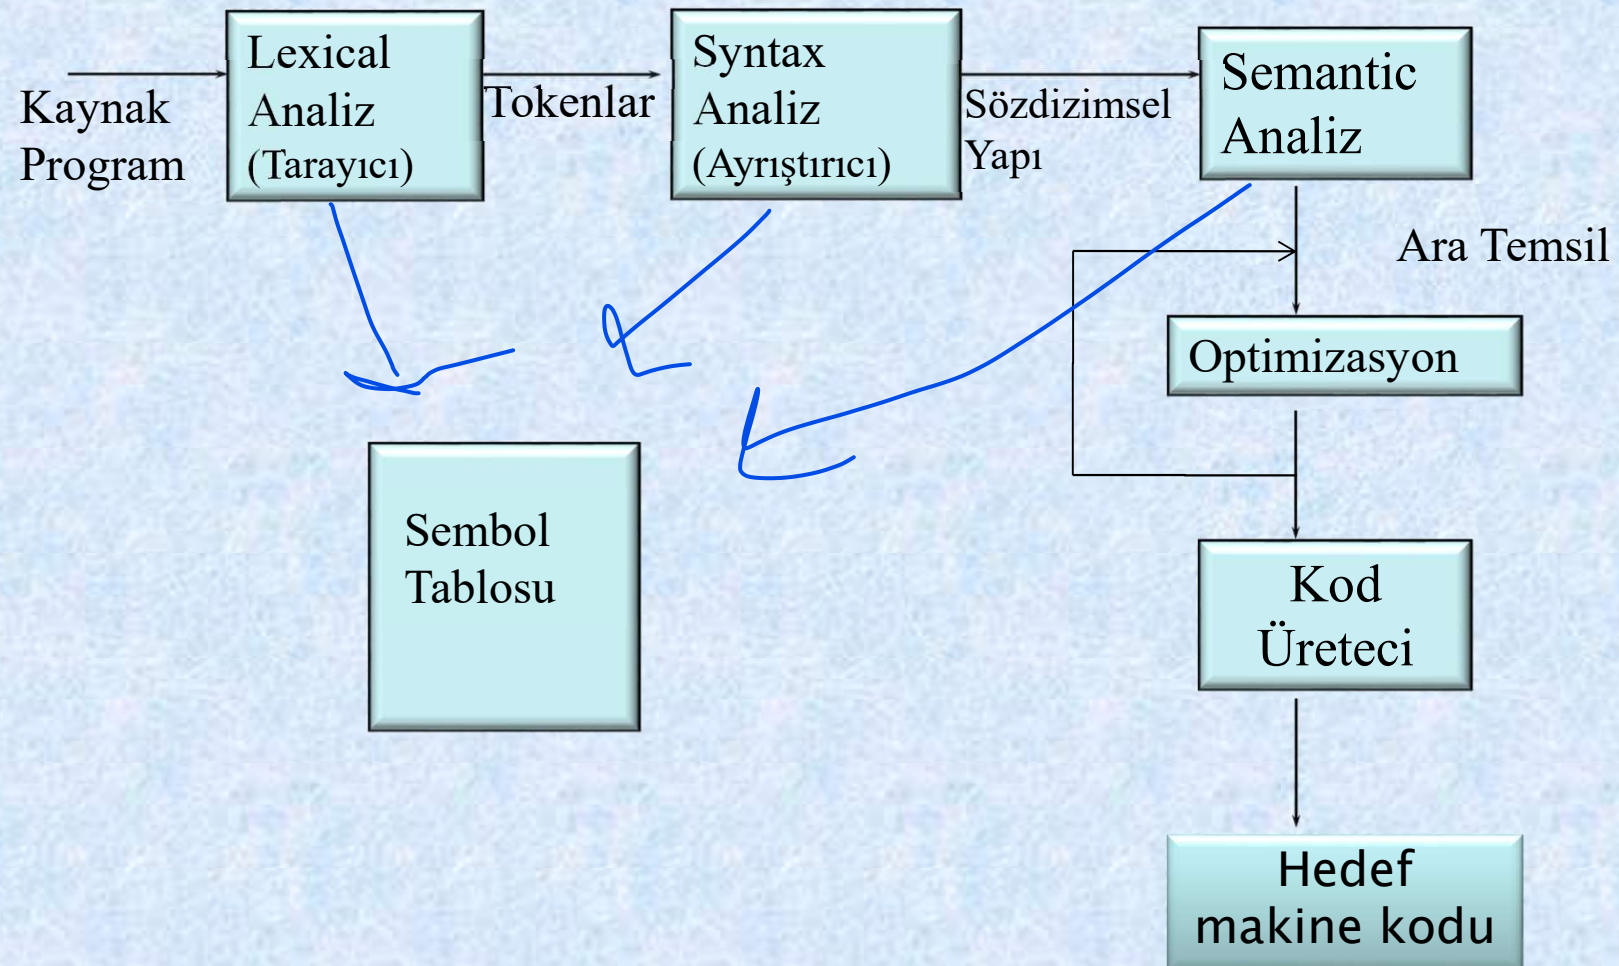 Kaynak
Program
Lexical
Analiz
(Tarayıcı)
Tokenlar
Syntax
Analiz
(Ayrıştırıcı)
Sözdizimsel
Yapı
Semantic
Analiz
Ara Temsil
Optimizasyon
Sembol
Tablosu
Kod
Üreteci
Hedef
makine kodu